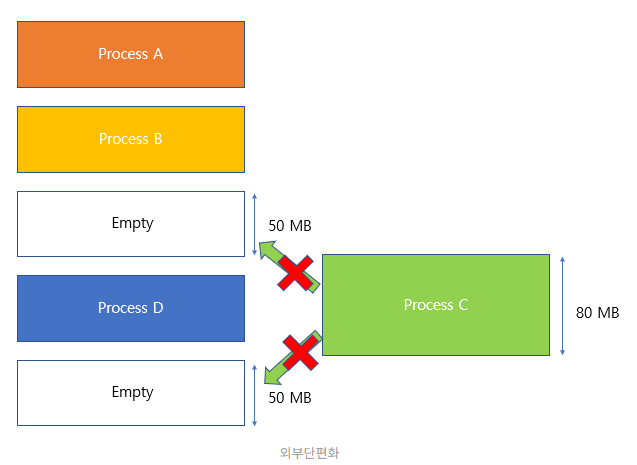 Process A
Process B
Empty
50 MB
Process D
Process C
80 MB
Empty
50 MB
외부단편화